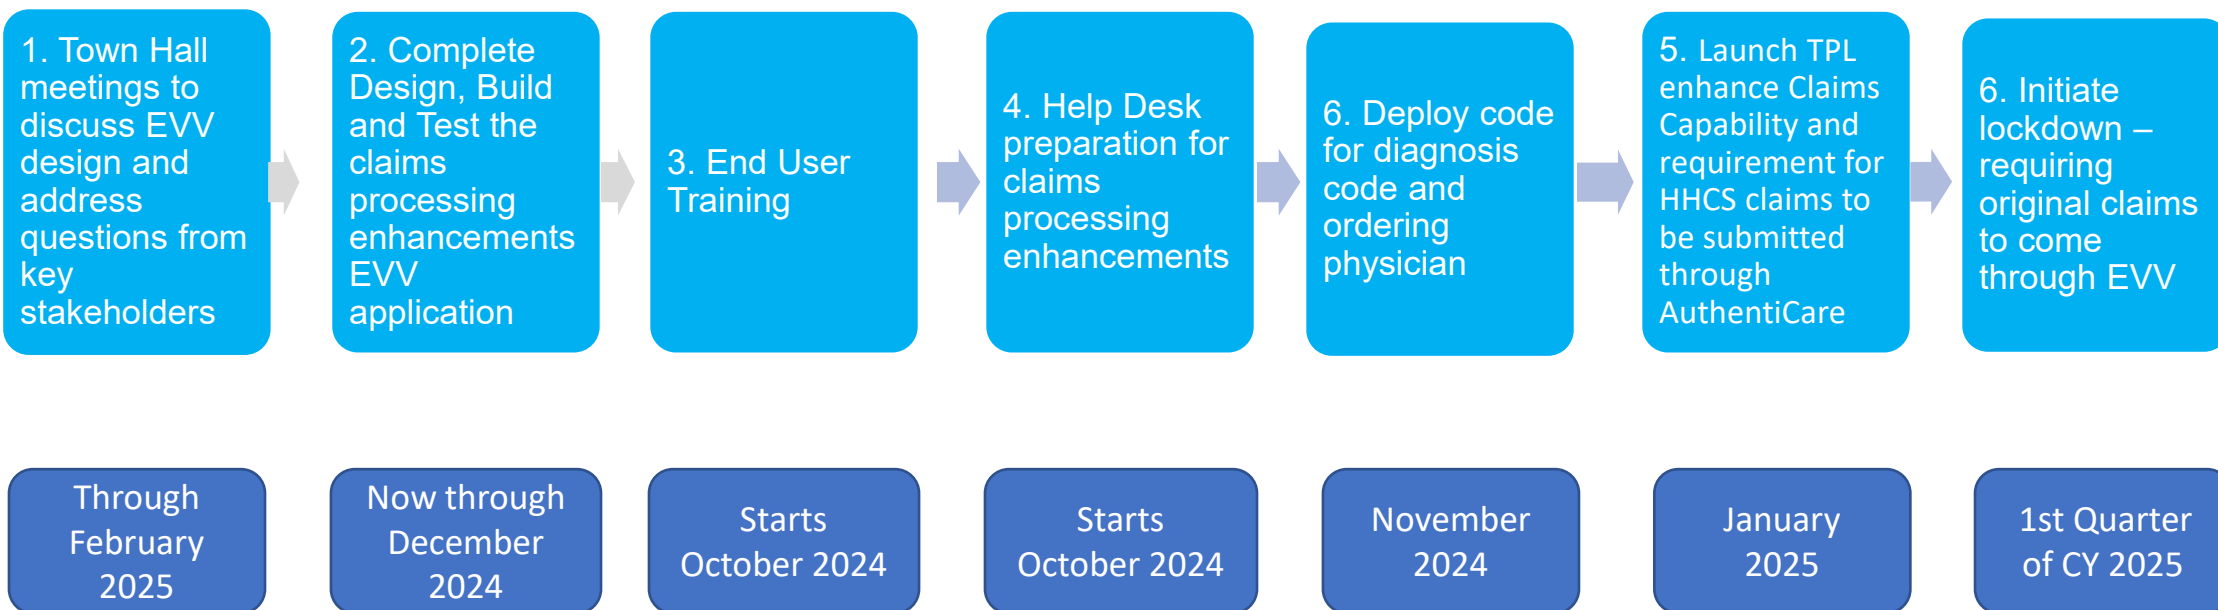 1. Town Hall
meetings to
discuss EVV
design and
address
questions from
key
stakeholders
2. Complete
Design, Build
and Test the
claims
processing
enhancements
EVV
application
3. End User
Training
4. Help Desk
preparation for
claims
processing
enhancements
6. Deploy code
for diagnosis
code and
ordering
physician
5. Launch TPL
enhance Claims
Capability and
requirement for
HHCS claims to
be submitted
through
AuthentiCare
6. Initiate
lockdown –
requiring
original claims
to come
through EVV
Through
February
2025
Now through
December
2024
Starts
October 2024
Starts
October 2024
November
2024
January
2025
1st Quarter
of CY 2025